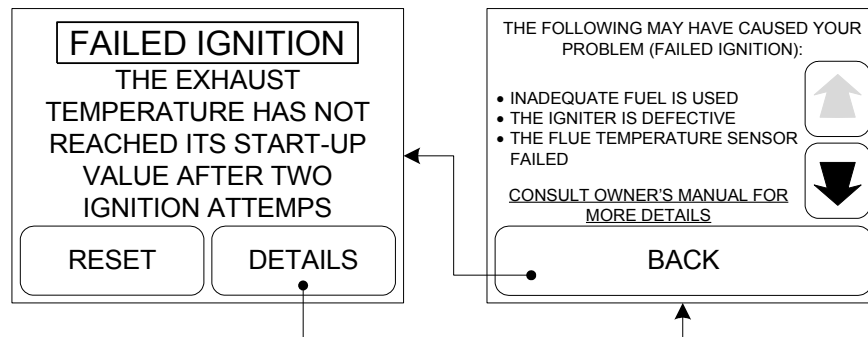 FAILED IGNITION
THE EXHAUST
TEMPERATURE HAS NOT
REACHED ITS START-UP
VALUE AFTER TWO
IGNITION ATTEMPS
RESET
DETAILS
THE FOLLOWING MAY HAVE CAUSED YOUR
PROBLEM (FAILED IGNITION):
• INADEQUATE FUEL IS USED
• THE IGNITER IS DEFECTIVE
• THE FLUE TEMPERATURE SENSOR
FAILED
CONSULT OWNER'S MANUAL FOR
MORE DETAILS
BACK